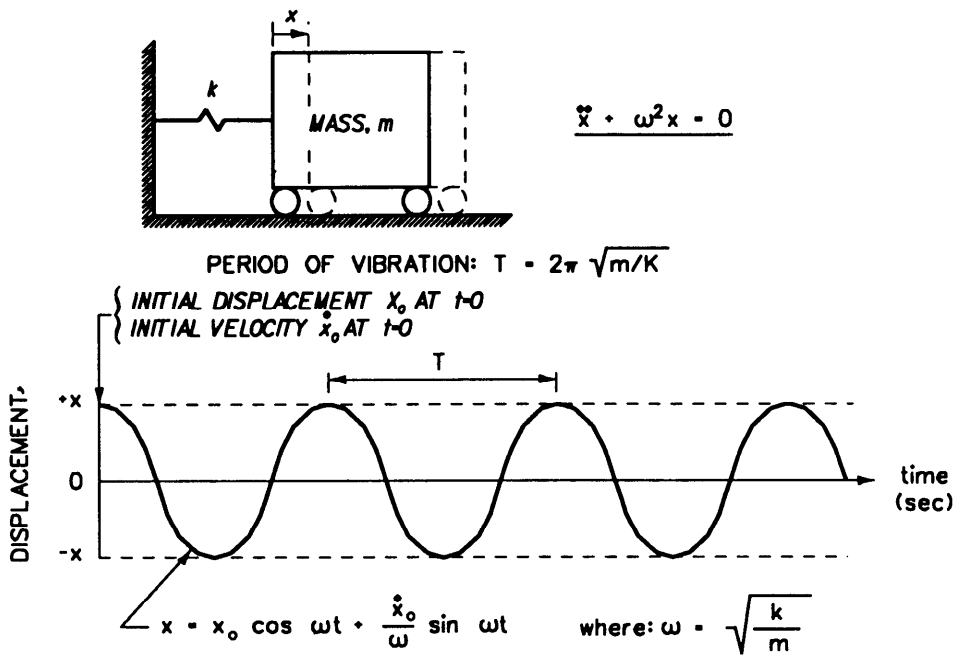 x
k
MASS, m
ẍ + ω²x = 0
PERIOD OF VIBRATION: T = 2π √m/K
INITIAL DISPLACEMENT X₀ AT t=0
INITIAL VELOCITY ẋ₀ AT t=0
T
DISPLACEMENT,
+x
0
-x
time
(sec)
x = x₀ cos ωt + ẋ₀/ω sin ωt where: ω = √k/m